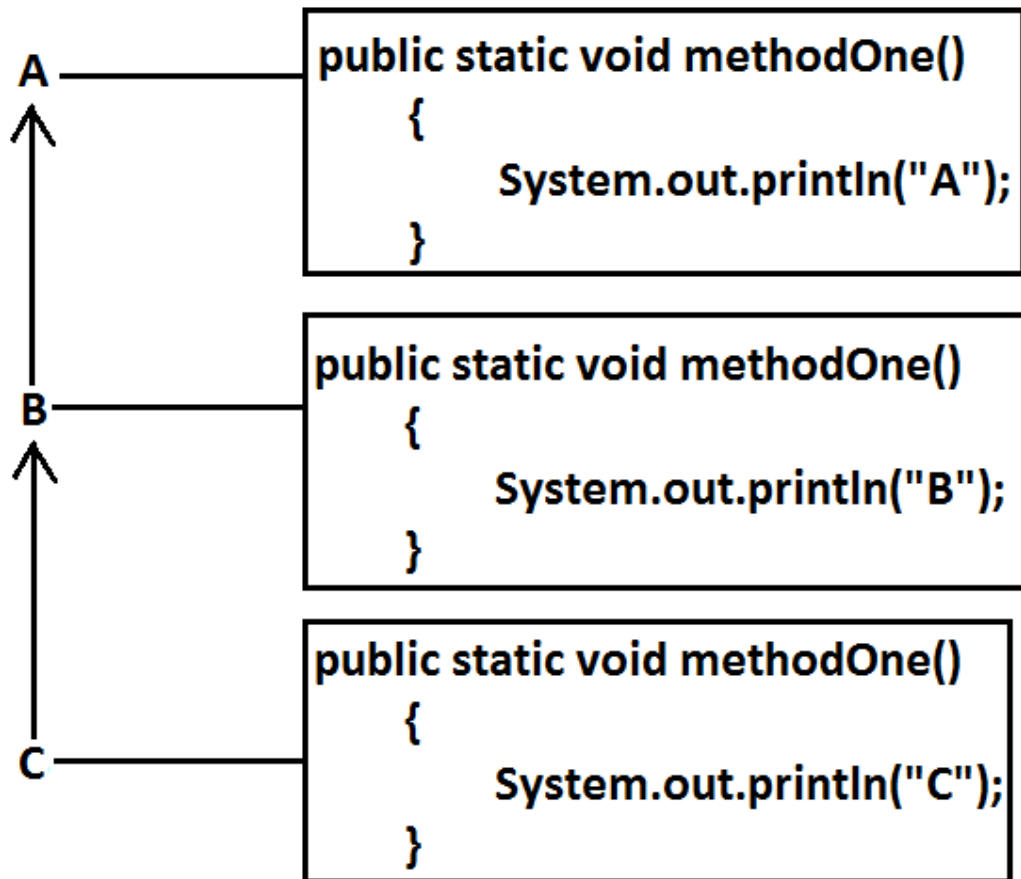 A
public static void methodOne()
{
System.out.println("A");
}
B
public static void methodOne()
{
System.out.println("B");
}
C
public static void methodOne()
{
System.out.println("C");
}